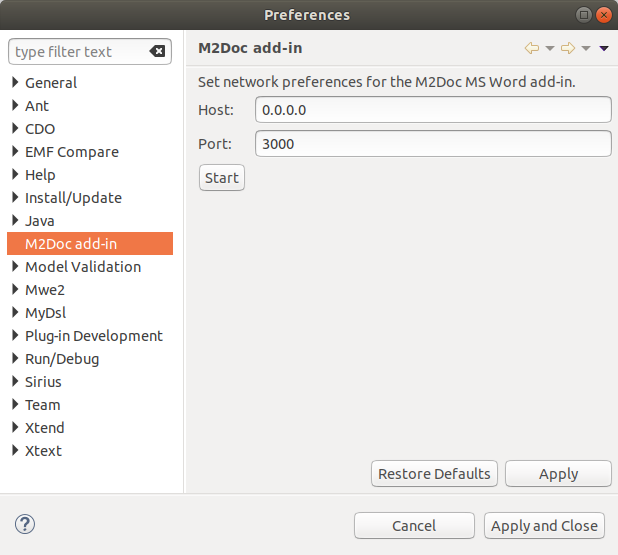 Preferences
type filter text
General
Ant
CDO
EMF Compare
Help
Install/Update
Java
M2Doc add-in
Model Validation
Mwe2
MyDsl
Plug-in Development
Run/Debug
Sirius
Team
Xtend
Xtext
M2Doc add-in
Set network preferences for the M2Doc MS Word add-in.
Host: 0.0.0.0
Port: 3000
Start
Restore Defaults Apply
? Cancel Apply and Close